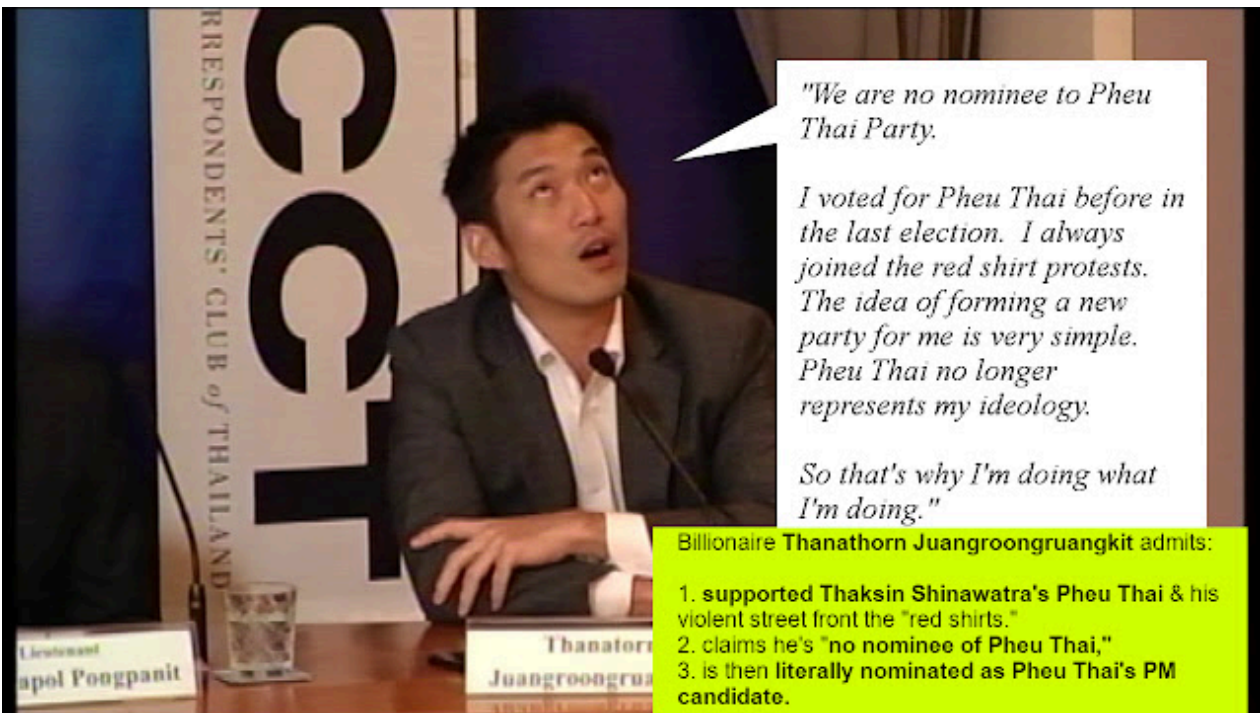 CCT
RRESPONDENTS' CLUB of THAILAND
"We are no nominee to Pheu
Thai Party.
I voted for Pheu Thai before in
the last election. I always
joined the red shirt protests.
The idea of forming a new
party for me is very simple.
Pheu Thai no longer
represents my ideology.
So that's why I'm doing what
I'm doing."
Billionaire Thanathorn Juangroongruangkit admits:
1. supported Thaksin Shinawatra's Pheu Thai & his
violent street front the "red shirts."
2. claims he's "no nominee of Pheu Thai,"
3. is then literally nominated as Pheu Thai's PM
candidate.
Lieutenant
apol Pongpanit
Thanatorn
Juangroongrua